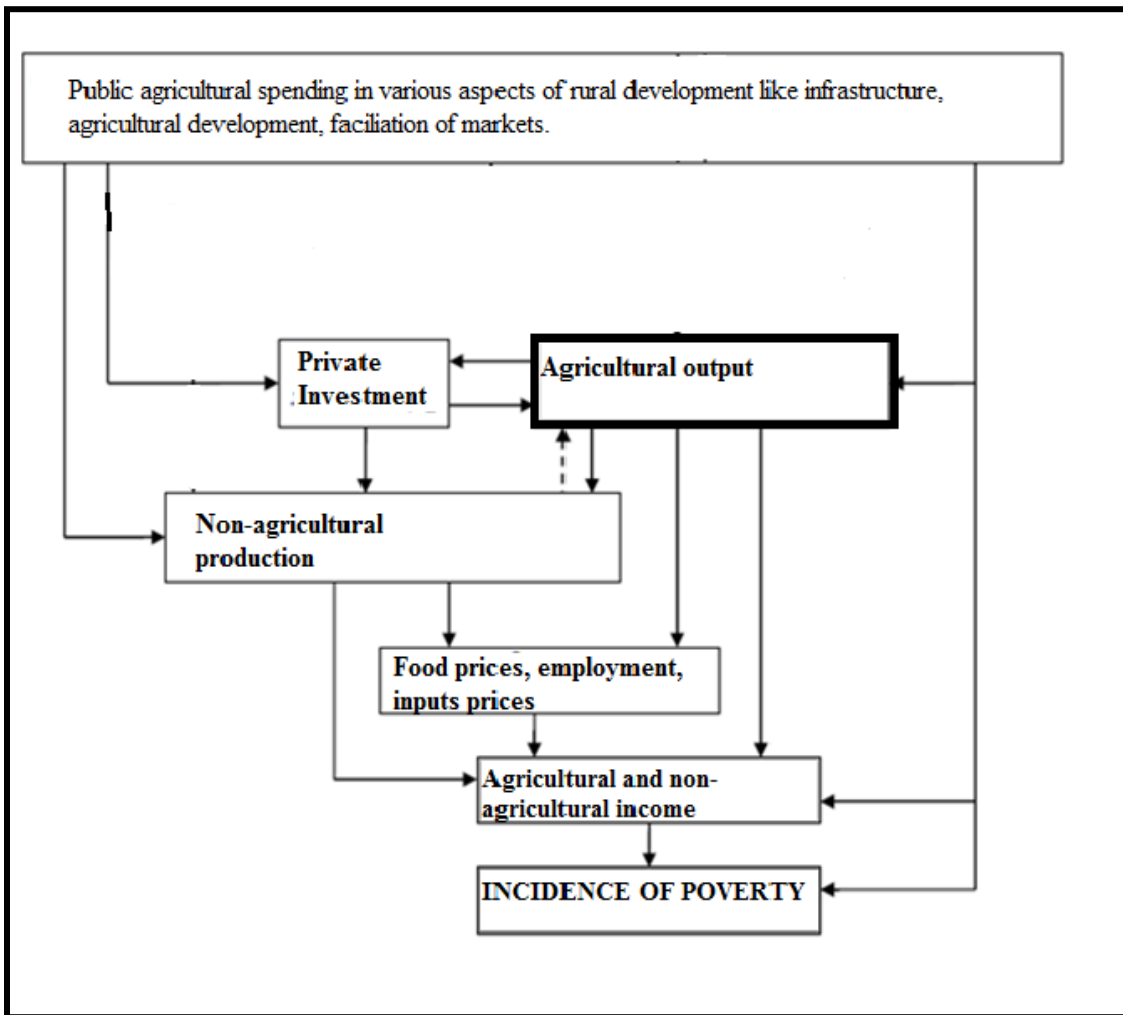 Public agricultural spending in various aspects of rural development like infrastructure,
agricultural development, faciliation of markets.
Private
Investment
Agricultural output
Non-agricultural
production
Food prices, employment,
inputs prices
Agricultural and non-
agricultural income
INCIDENCE OF POVERTY